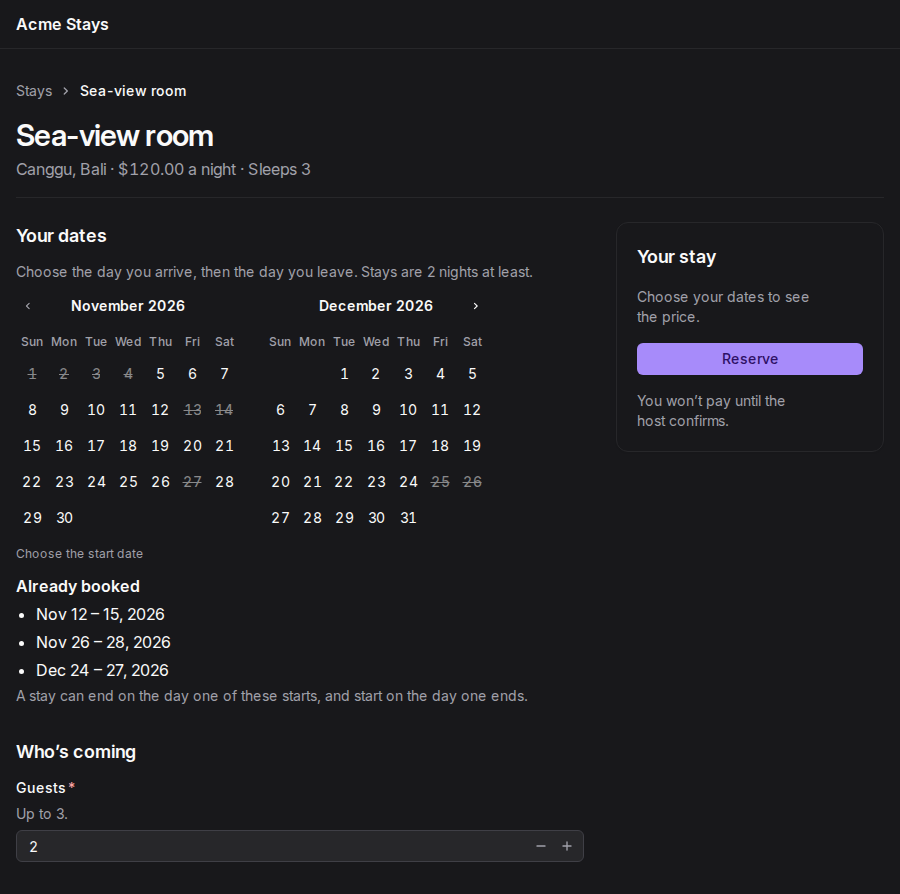 Acme Stays
Stays › Sea-view room
Sea-view room
Canggu, Bali · $120.00 a night · Sleeps 3
Your dates
Choose the day you arrive, then the day you leave. Stays are 2 nights at least.
November 2026
Sun Mon Tue Wed Thu Fri Sat
1 2 3 4 5 6 7
8 9 10 11 12 13 14
15 16 17 18 19 20 21
22 23 24 25 26 27 28
29 30
December 2026
Sun Mon Tue Wed Thu Fri Sat
1 2 3 4 5
6 7 8 9 10 11 12
13 14 15 16 17 18 19
20 21 22 23 24 25 26
27 28 29 30 31
Choose the start date
Already booked
• Nov 12 – 15, 2026
• Nov 26 – 28, 2026
• Dec 24 – 27, 2026
A stay can end on the day one of these starts, and start on the day one ends.
Who’s coming
Guests *
Up to 3.
2
Your stay
Choose your dates to see
the price.
Reserve
You won’t pay until the
host confirms.